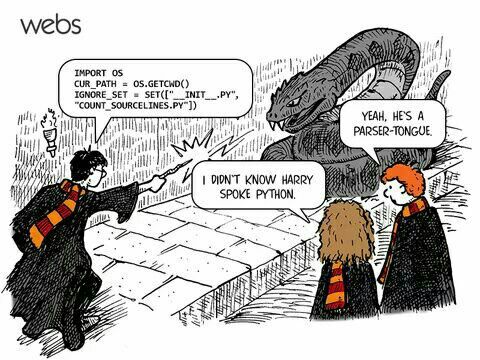 webs
IMPORT OS
CUR_PATH = OS.GETCWD()
IGNORE_SET = SET(["__INIT__.PY",
"COUNT_SOURCELINES.PY"])
YEAH, HE'S A
PARSER-TONGUE.
I DIDN'T KNOW HARRY
SPOKE PYTHON.